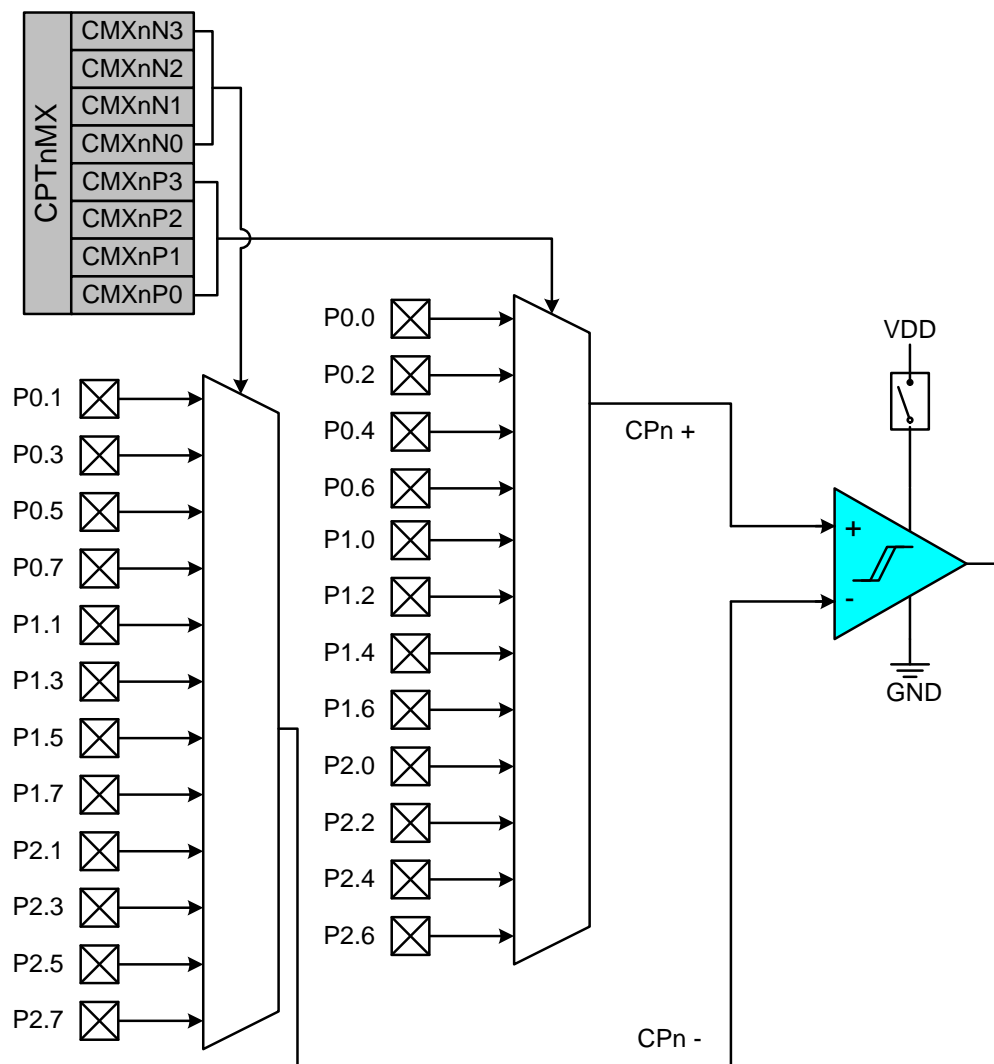 CPTnMX
CMXnN3
CMXnN2
CMXnN1
CMXnN0
CMXnP3
CMXnP2
CMXnP1
CMXnP0
P0.1
P0.3
P0.5
P0.7
P1.1
P1.3
P1.5
P1.7
P2.1
P2.3
P2.5
P2.7
P0.0
P0.2
P0.4
P0.6
P1.0
P1.2
P1.4
P1.6
P2.0
P2.2
P2.4
P2.6
CPn +
CPn -
VDD
+
-
GND